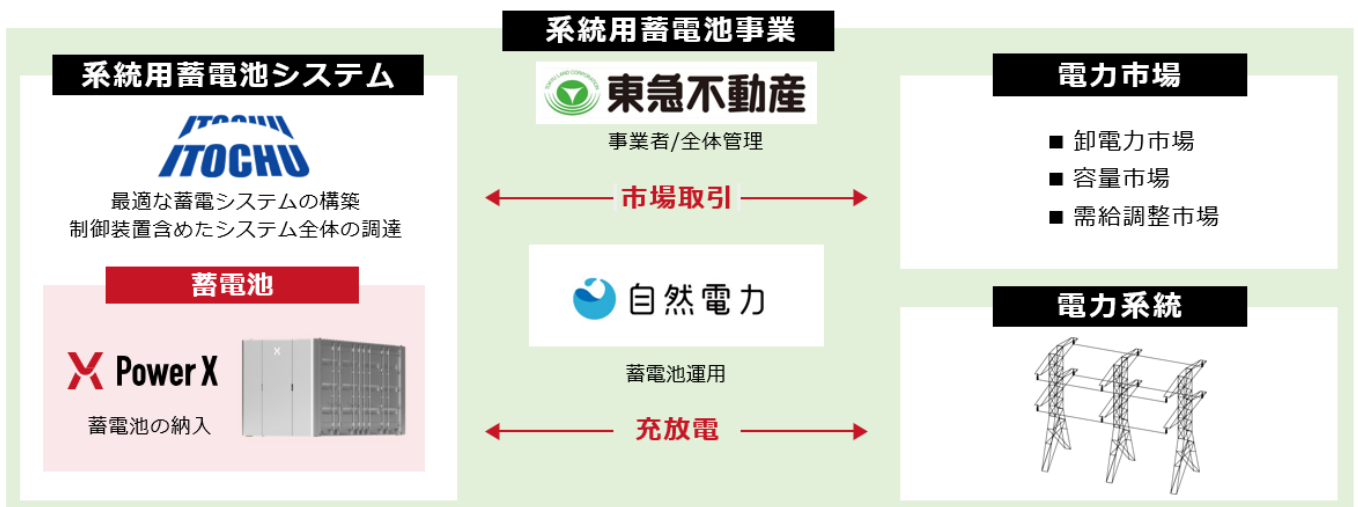 系統用蓄電池事業
系統用蓄電池システム
ITOCHU
ITOCHU
最適な蓄電システムの構築
制御装置含めたシステム全体の調達
蓄電池
X Power X
蓄電池の納入
X
TOKYU LAND CORPORATION
東急不動産
事業者/全体管理
市場取引
自然電力
蓄電池運用
充放電
電力市場
■ 卸電力市場
■ 容量市場
■ 需給調整市場
電力系統